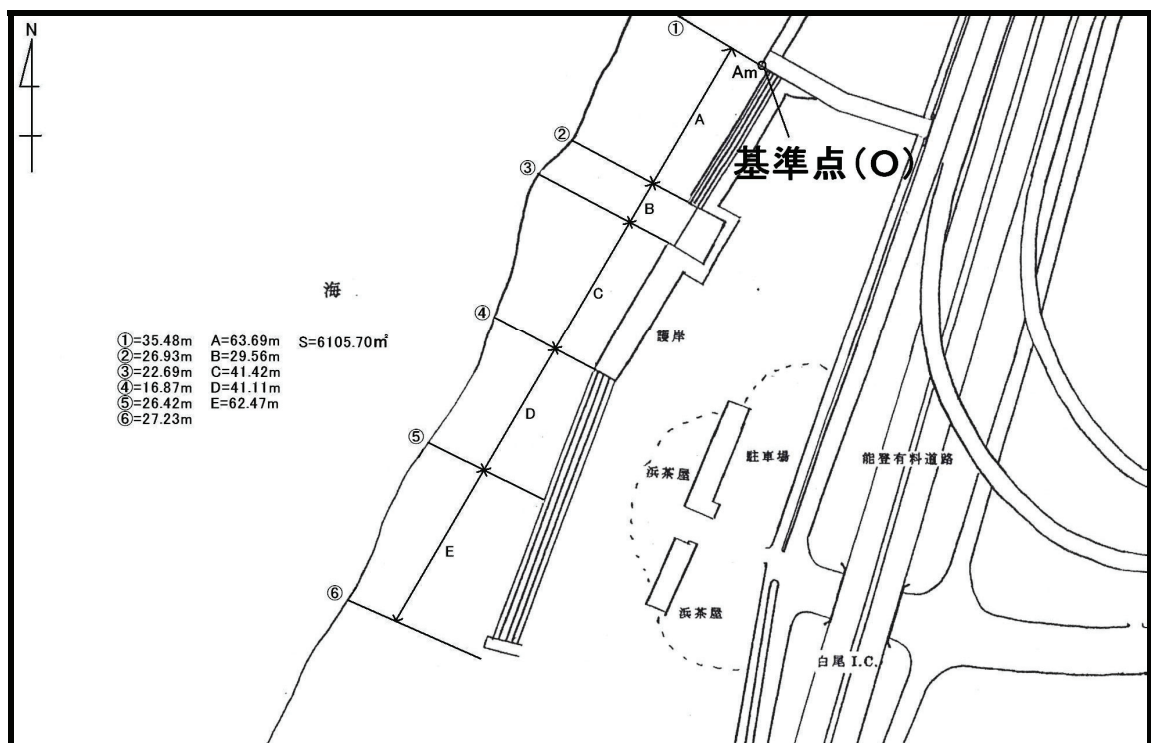 N
①
Am
A
基準点(O)
②
③
B
海
C
④
①=35.48m A=63.69m S=6105.70㎡
②=26.93m B=29.56m
③=22.69m C=41.42m
④=16.87m D=41.11m
⑤=26.42m E=62.47m
⑥=27.23m
護岸
D
⑤
駐車場
能登有料道路
浜茶屋
E
⑥
浜茶屋
白尾 I.C.